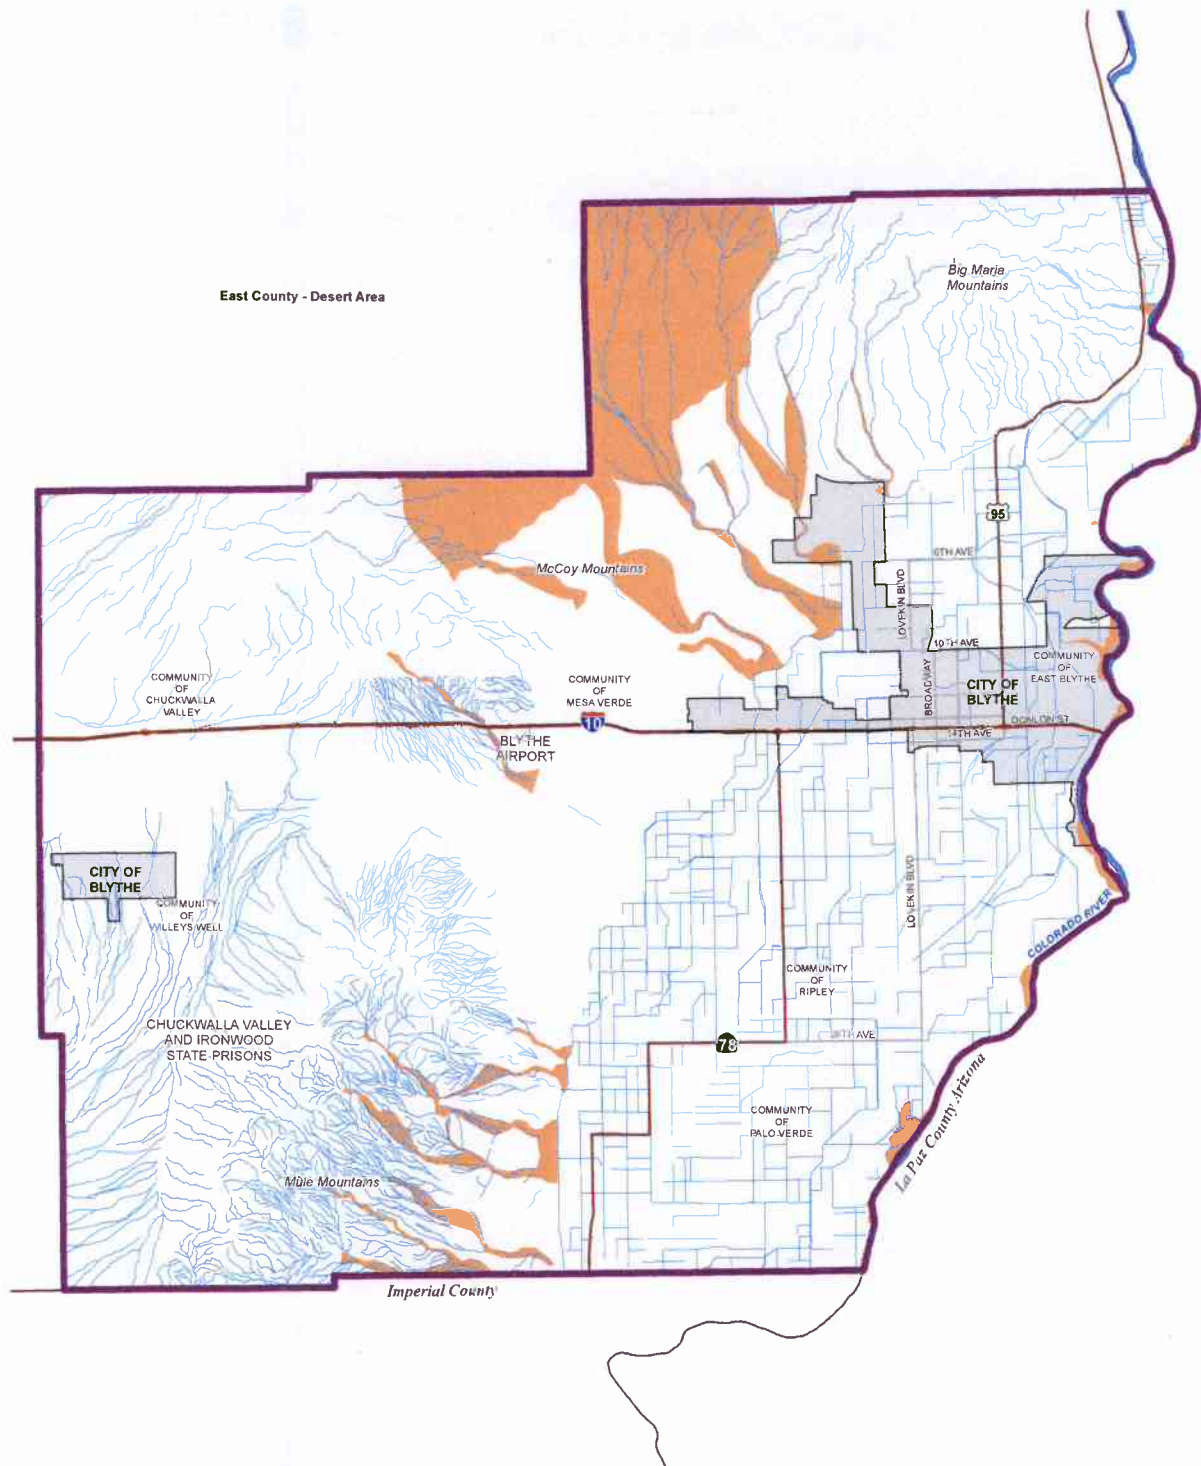 Big Maria
Mountains
East County - Desert Area
95
6TH AVE
McCoy Mountains
LOVEKIN BLVD
10TH AVE
COMMUNITY
OF
EAST BLYTHE
COMMUNITY
OF
CHUCKWALLA
VALLEY
COMMUNITY
OF
MESA VERDE
BROADWAY
CITY OF
BLYTHE
10
DONLON ST
14TH AVE
BLYTHE
AIRPORT
CITY OF
BLYTHE
COMMUNITY
OF
WILLEYS WELL
LOVEKIN BLVD
COLORADO RIVER
COMMUNITY
OF
RIPLEY
CHUCKWALLA VALLEY
AND IRONWOOD
STATE PRISONS
78
AVE
La Paz County Arizona
COMMUNITY
OF
PALO VERDE
Mule Mountains
Imperial County